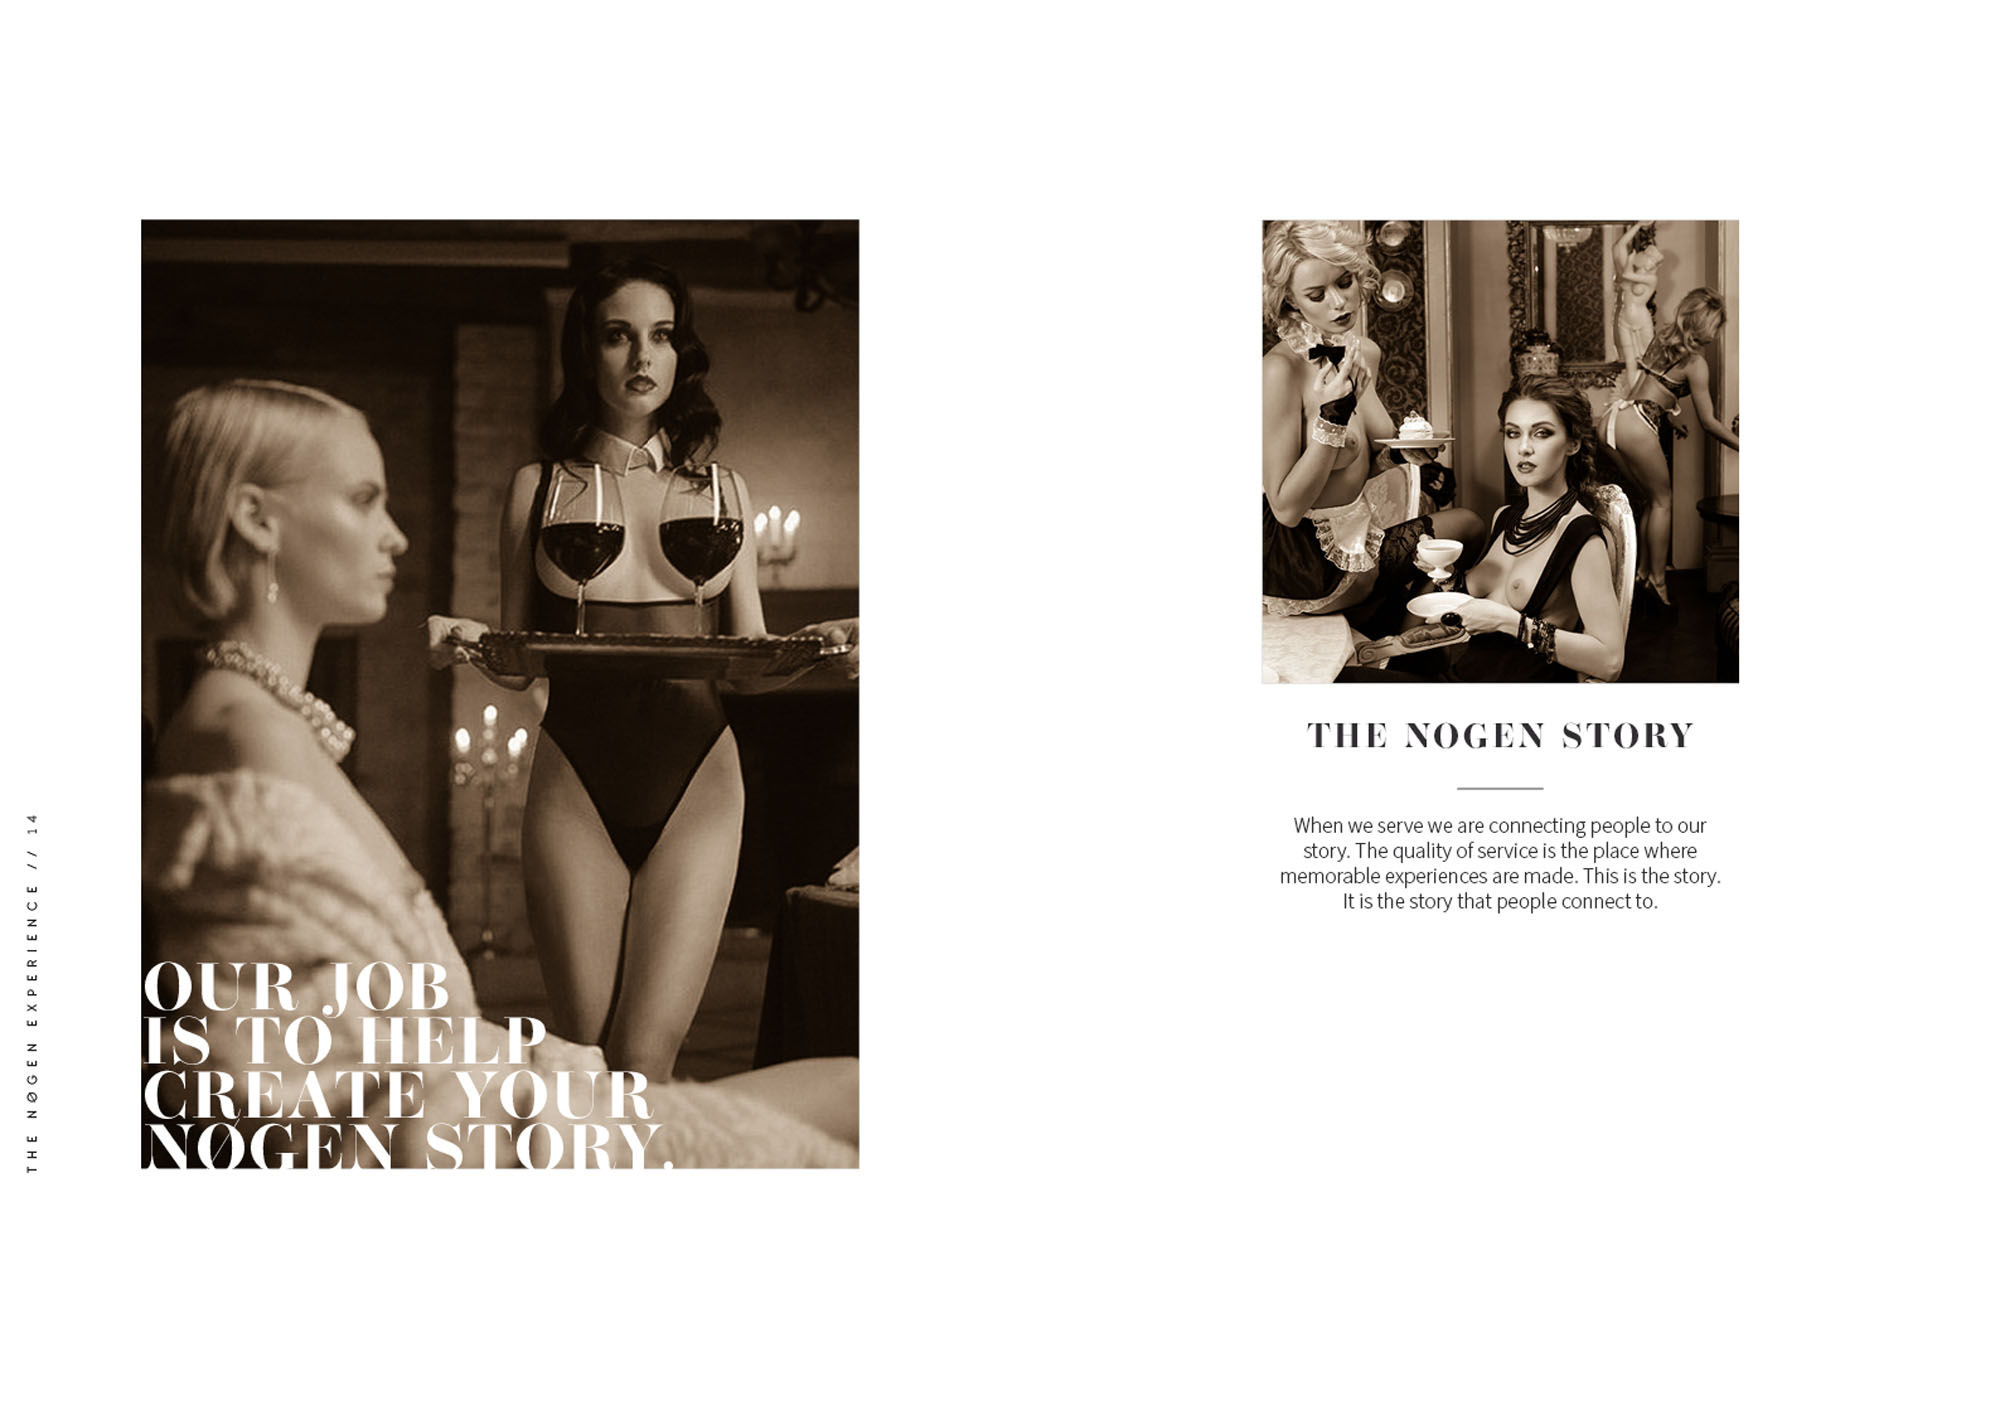 THE NØGEN EXPERIENCE // 14
OUR JOB
IS TO HELP
CREATE YOUR
NØGEN STORY.
THE NOGEN STORY
When we serve we are connecting people to our
story. The quality of service is the place where
memorable experiences are made. This is the story.
It is the story that people connect to.